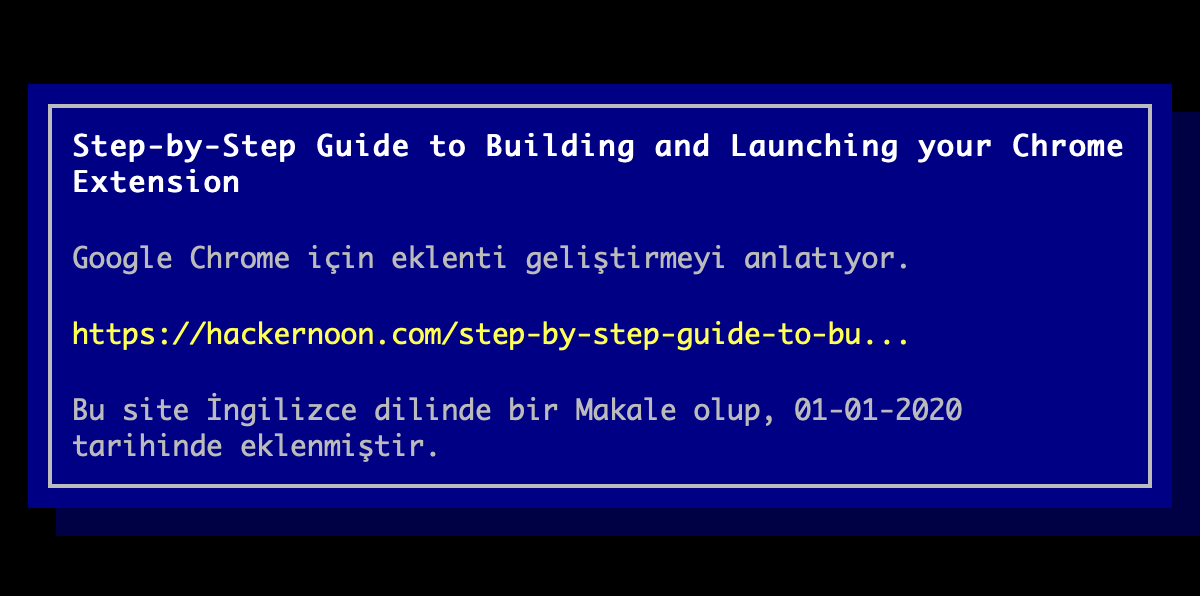 Step-by-Step Guide to Building and Launching your Chrome
Extension
Google Chrome için eklenti geliştirmeyi anlatıyor.
https://hackernoon.com/step-by-step-guide-to-bu...
Bu site İngilizce dilinde bir Makale olup, 01-01-2020
tarihinde eklenmiştir.